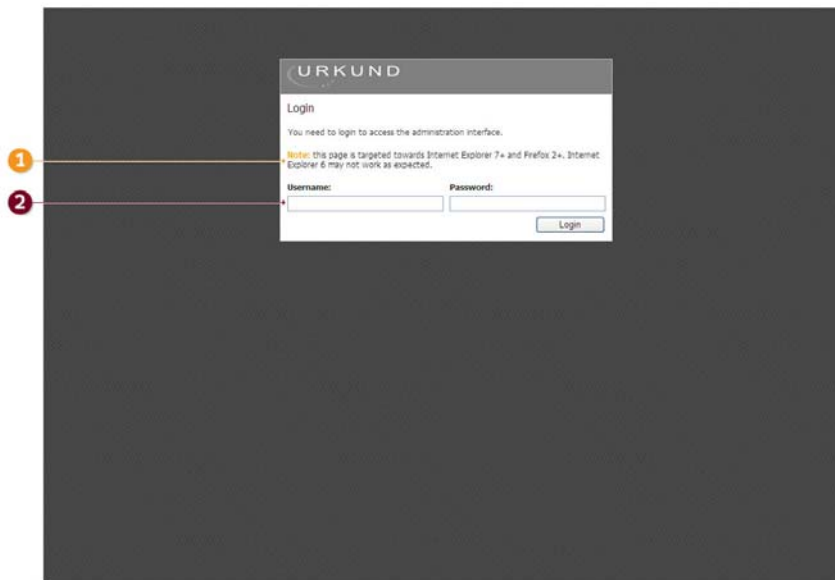 URKUND
Login
You need to login to access the administration interface.
1
Note: this page is targeted towards Internet Explorer 7+ and Frefox 2+. Internet
Explorer 6 may not work as expected.
2
Username: Password:
Login